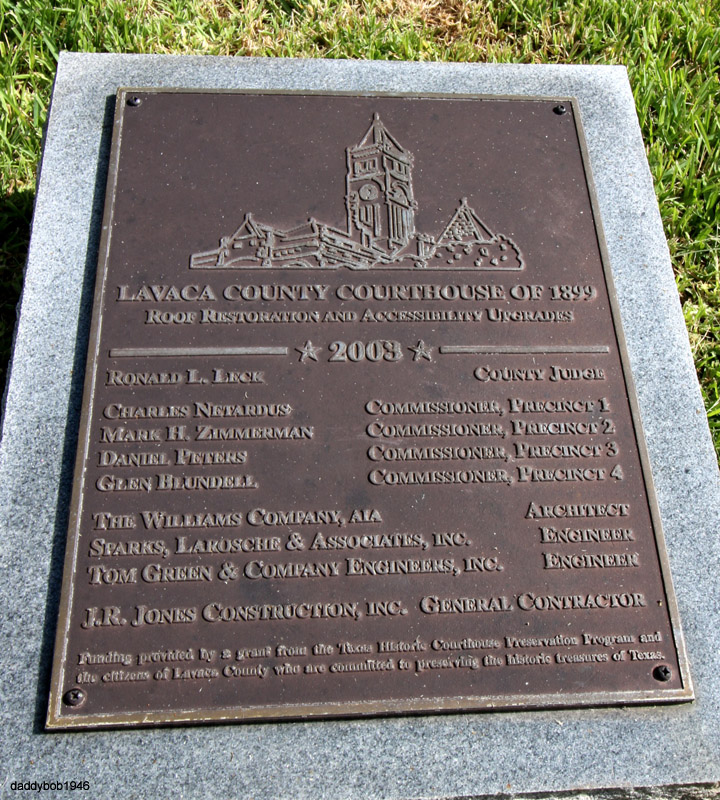 LAVACA COUNTY COURTHOUSE OF 1899
ROOF RESTORATION AND ACCESSIBILITY UPGRADES
★ 2003 ★
RONALD L. LECK COUNTY JUDGE
CHARLES NETARDUS COMMISSIONER, PRECINCT 1
MARK H. ZIMMERMAN COMMISSIONER, PRECINCT 2
DANIEL PETERS COMMISSIONER, PRECINCT 3
GLEN BLUNDELL COMMISSIONER, PRECINCT 4
THE WILLIAMS COMPANY, AIA ARCHITECT
SPARKS, LAROSCHE & ASSOCIATES, INC. ENGINEER
TOM GREEN & COMPANY ENGINEERS, INC. ENGINEER
J.R. JONES CONSTRUCTION, INC. GENERAL CONTRACTOR
Funding provided by a grant from the Texas Historic Courthouse Preservation Program and
the citizens of Lavaca County who are committed to preserving the historic treasures of Texas.
daddybob1946